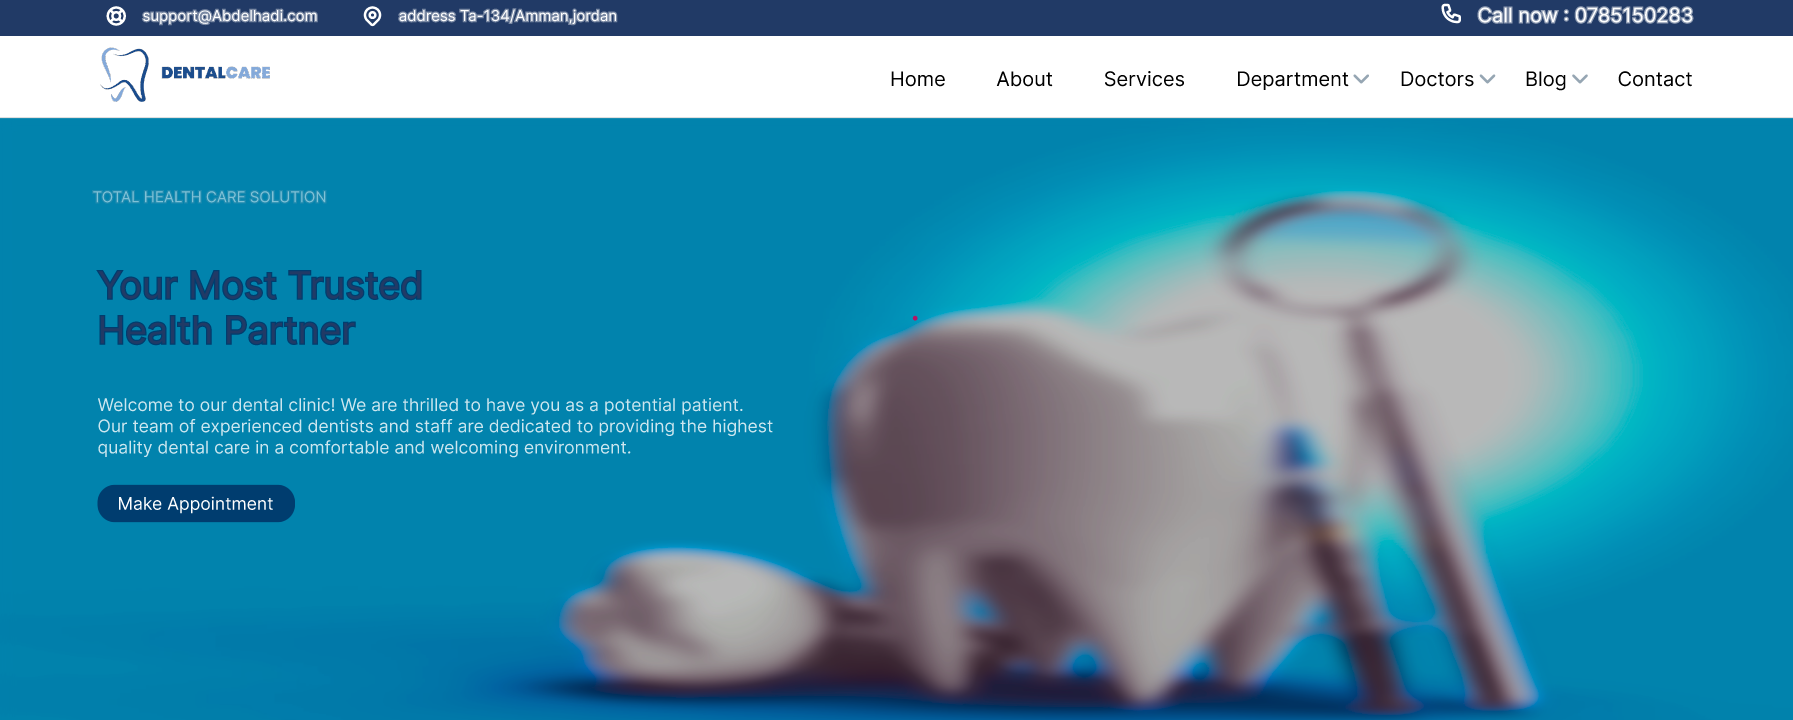 support@Abdelhadi.com
address Ta-134/Amman,jordan
Call now : 0785150283
DENTALCARE
Home
About
Services
Department
Doctors
Blog
Contact
TOTAL HEALTH CARE SOLUTION
Your Most Trusted
Health Partner
Welcome to our dental clinic! We are thrilled to have you as a potential patient.
Our team of experienced dentists and staff are dedicated to providing the highest
quality dental care in a comfortable and welcoming environment.
Make Appointment